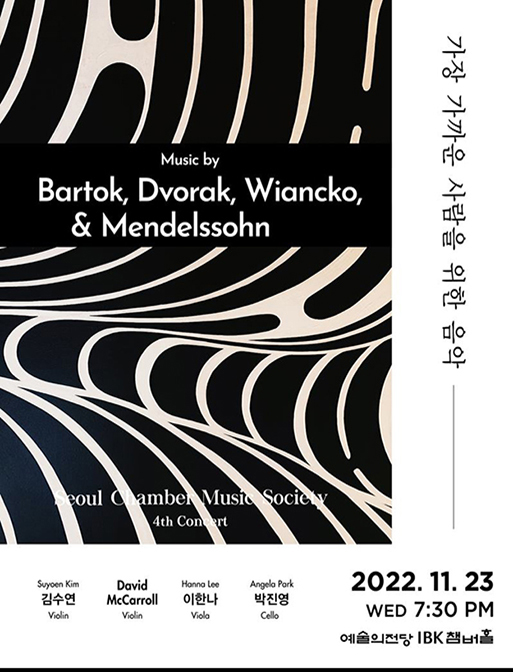 Music by
Bartok, Dvorak, Wiancko,
& Mendelssohn
가장 가까운 사람을 위한 음악
Seoul Chamber Music Society
4th Concert
Suyoen Kim
김수연
Violin
David
McCarroll
Violin
Hanna Lee
이한나
Viola
Angela Park
박진영
Cello
2022. 11. 23
WED 7:30 PM
예술의전당 IBK챔버홀